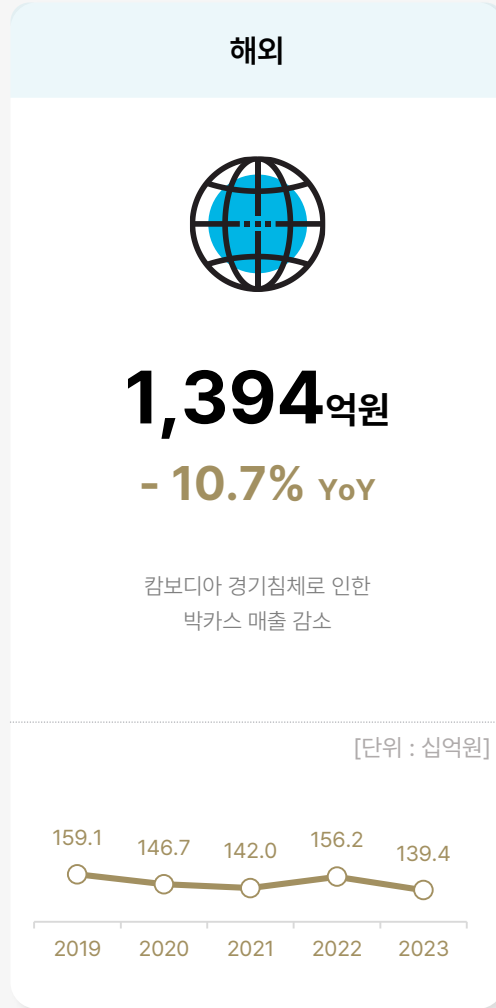 해외
1,394억원
- 10.7% YoY
캄보디아 경기침체로 인한
박카스 매출 감소
[단위 : 십억원]
159.1 146.7 142.0 156.2 139.4
2019 2020 2021 2022 2023